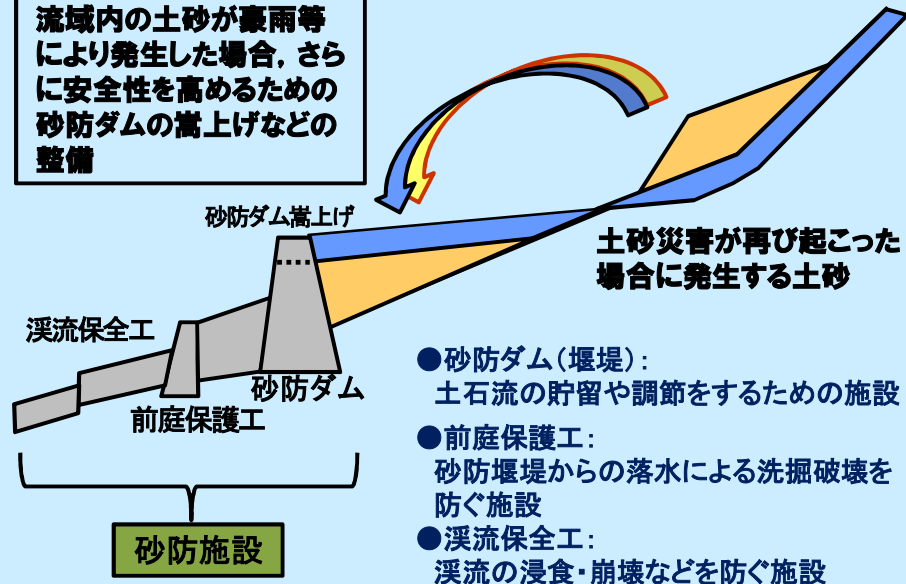 流域内の土砂が豪雨等
により発生した場合，さら
に安全性を高めるための
砂防ダムの嵩上げなどの
整備
砂防ダム嵩上げ
土砂災害が再び起こった
場合に発生する土砂
渓流保全工
砂防ダム
前庭保護工
砂防施設
●砂防ダム（堰堤）：
土石流の貯留や調節をするための施設
●前庭保護工：
砂防堰堤からの落水による洗掘破壊を
防ぐ施設
●渓流保全工：
渓流の浸食・崩壊などを防ぐ施設